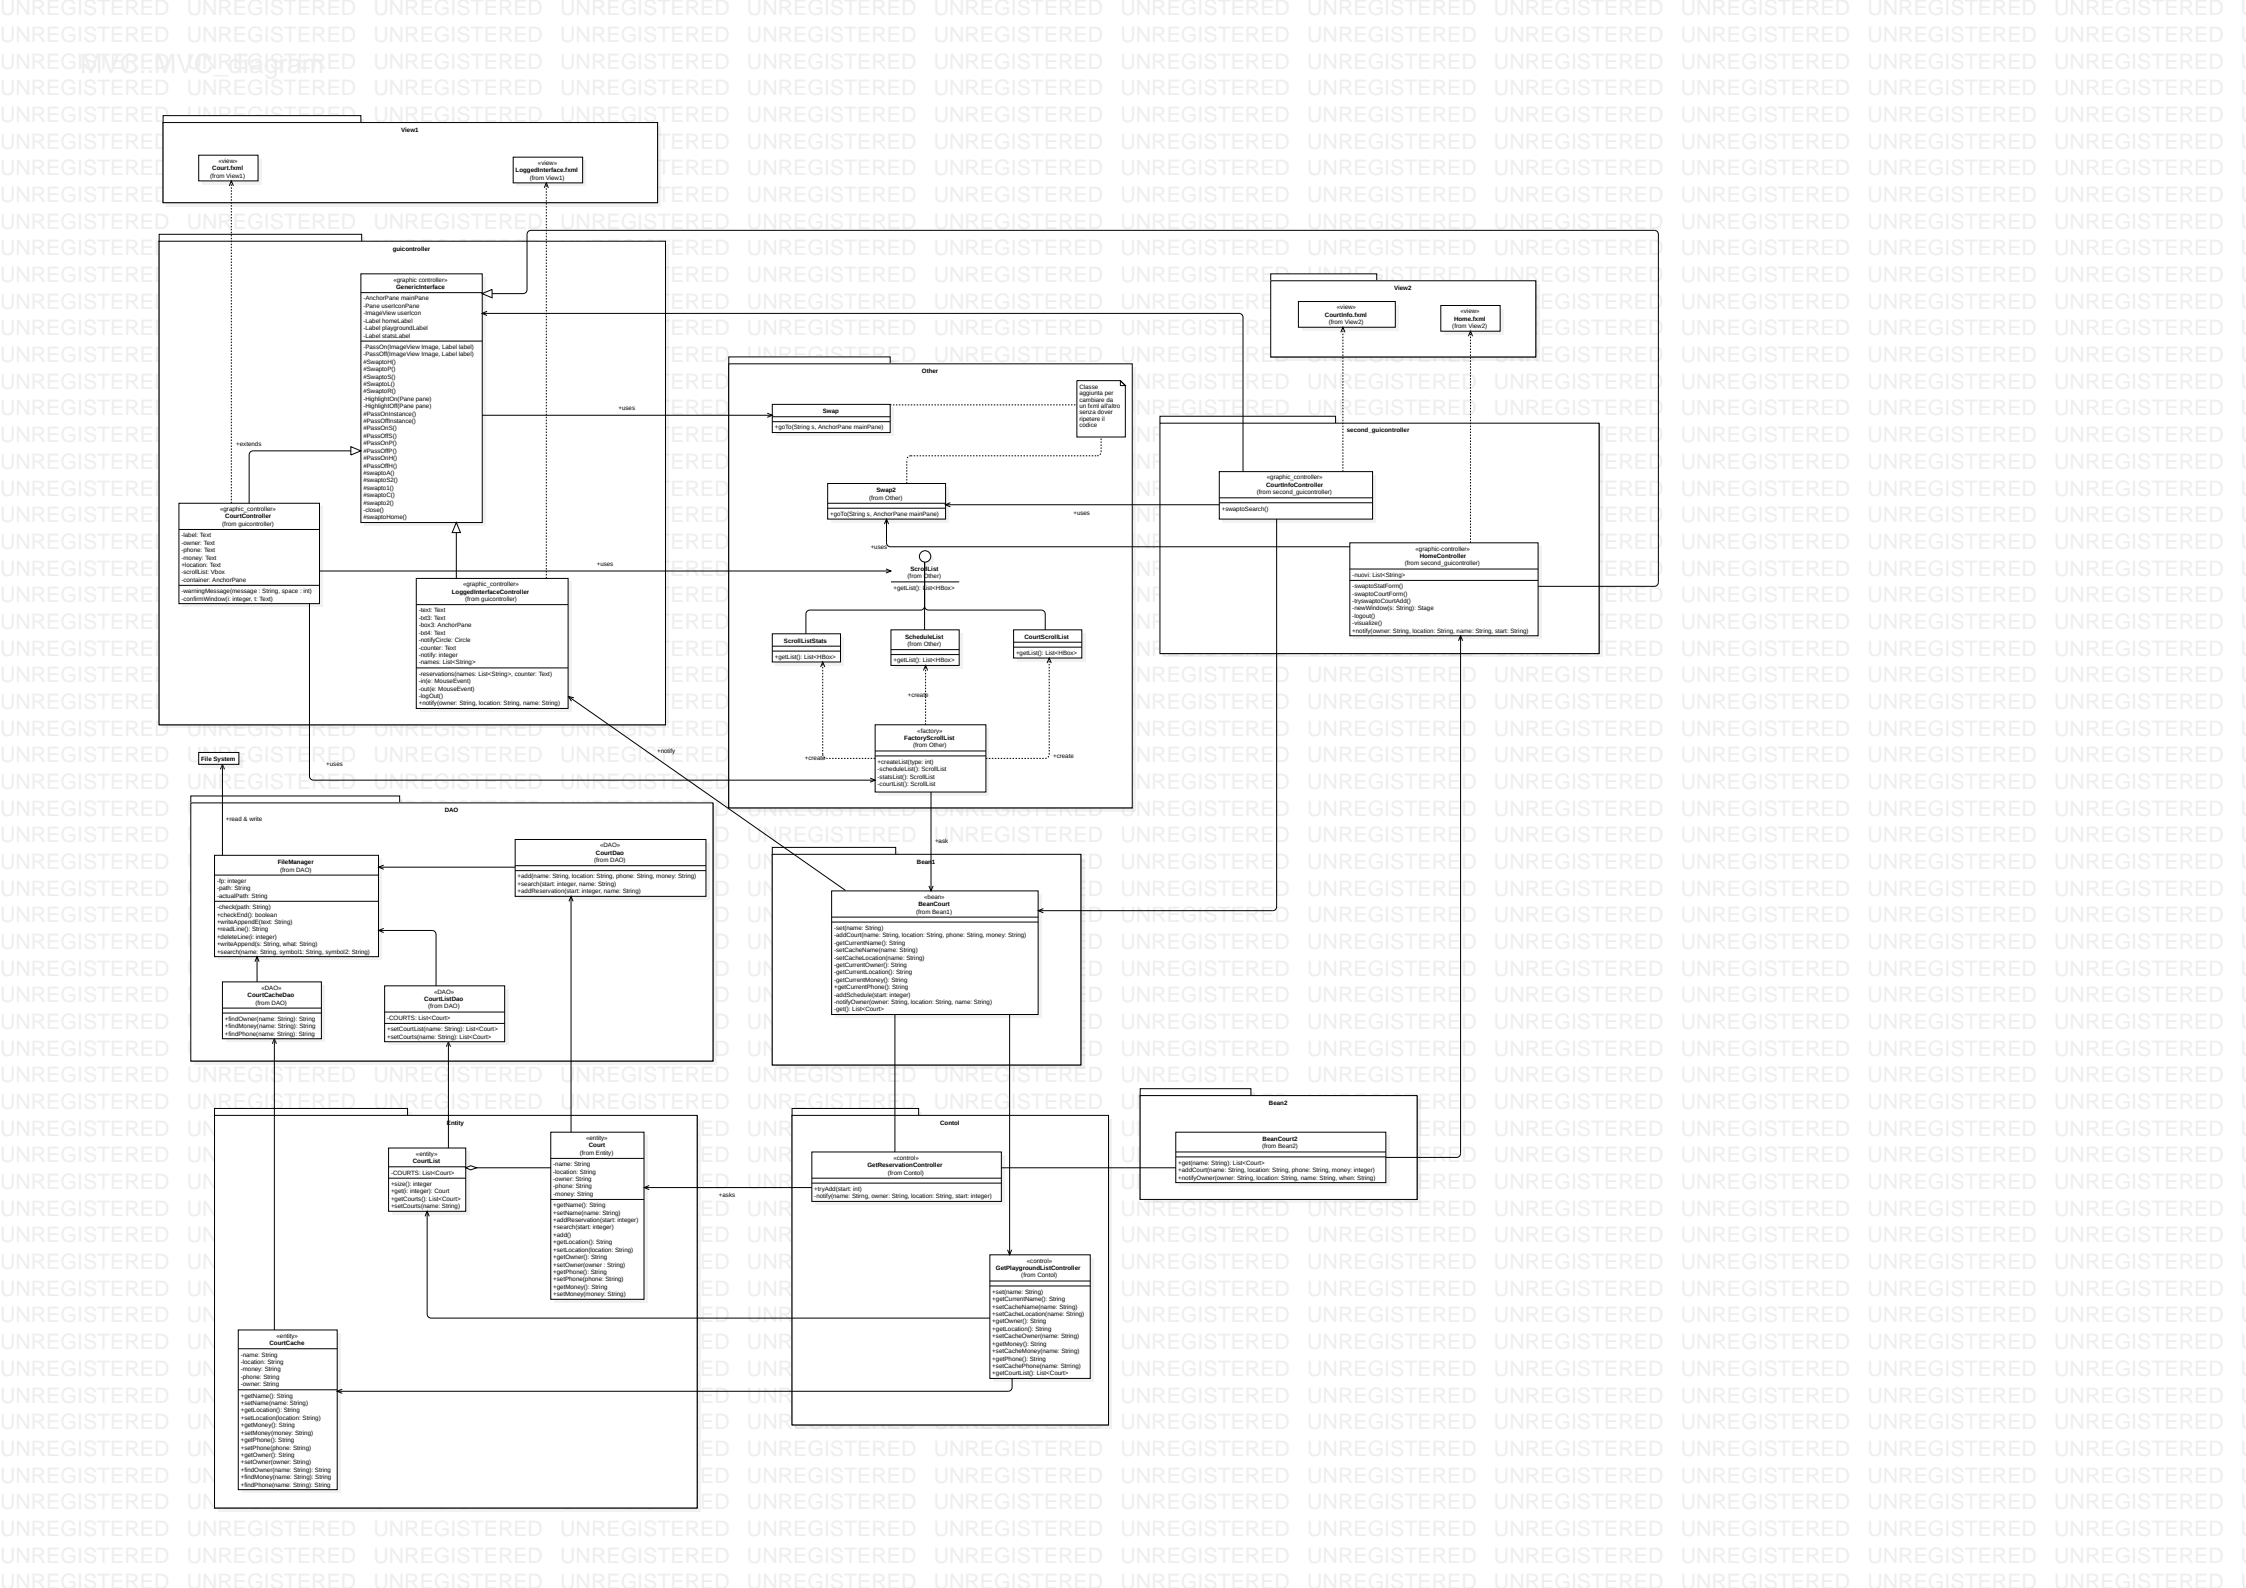 MVC::MVC_diagram
View1
«view»
Court.fxml
(from View1)
«view»
LoggedInterface.fxml
(from View1)
guicontroller
«graphic controller»
GenericInterface
-AnchorPane mainPane
-Pane userIconPane
-ImageView userIcon
-Label homeLabel
-Label playgroundLabel
-Label statsLabel
-PassOn(ImageView Image, Label label)
-PassOff(ImageView Image, Label label)
#SwaptoH()
#SwaptoP()
#SwaptoS()
#SwaptoL()
#SwaptoR()
-HighlightOn(Pane pane)
-HighlightOff(Pane pane)
#PassOnInstance()
#PassOffInstance()
#PassOnS()
#PassOffS()
#PassOnP()
#PassOffP()
#PassOnH()
#PassOffH()
#swaptoA()
#swaptoS2()
#swapto1()
#swaptoC()
#swapto2()
-close()
#swaptoHome()
+extends
«graphic_controller»
CourtController
(from guicontroller)
-label: Text
-owner: Text
-phone: Text
-money: Text
+location: Text
-scrollList: Vbox
-container: AnchorPane
-warningMessage(message : String, space : int)
-confirmWindow(i: integer, t: Text)
«graphic_controller»
LoggedInterfaceController
(from guicontroller)
-text: Text
-txt3: Text
-box3: AnchorPane
-txt4: Text
-notifyCircle: Circle
-counter: Text
-notify: integer
-names: List<String>
-reservations(names: List<String>, counter: Text)
-in(e: MouseEvent)
-out(e: MouseEvent)
-logOut()
+notify(owner: String, location: String, name: String)
+uses
+uses
+uses
+notify
Other
Swap
+goTo(String s, AnchorPane mainPane)
Classe
aggiunta per
cambiare da
un fxml all'altro
senza dover
ripetere il
codice
Swap2
(from Other)
+goTo(String s, AnchorPane mainPane)
+uses
+uses
ScrollList
(from Other)
+getList(): List<HBox>
ScrollListStats
+getList(): List<HBox>
ScheduleList
(from Other)
+getList(): List<HBox>
CourtScrollList
+getList(): List<HBox>
+create
+create
+create
«factory»
FactoryScrollList
(from Other)
+createList(type: int)
-scheduleList(): ScrollList
-statsList(): ScrollList
-courtList(): ScrollList
+ask
View2
«view»
CourtInfo.fxml
(from View2)
«view»
Home.fxml
(from View2)
second_guicontroller
«graphic_controller»
CourtInfoController
(from second_guicontroller)
+swaptoSearch()
«graphic-controller»
HomeController
(from second_guicontroller)
-nuovi: List<String>
-swaptoStatForm()
-swaptoCourtForm()
-tryswaptoCourtAdd()
-newWindow(s: String): Stage
-logout()
-visualize()
+notify(owner: String, location: String, name: String, start: String)
File System
+read & write
DAO
FileManager
(from DAO)
-fp: integer
-path: String
-actualPath: String
-check(path: String)
+checkEnd(): boolean
+writeAppendE(text: String)
+readLine(): String
+deleteLine(i: integer)
+writeAppend(s: String, what: String)
+search(name: String, symbol1: String, symbol2: String)
«DAO»
CourtDao
(from DAO)
+add(name: String, location: String, phone: String, money: String)
+search(start: integer, name: String)
+addReservation(start: integer, name: String)
«DAO»
CourtCacheDao
(from DAO)
+findOwner(name: String): String
+findMoney(name: String): String
+findPhone(name: String): String
«DAO»
CourtListDao
(from DAO)
-COURTS: List<Court>
+setCourtList(name: String): List<Court>
+setCourts(name: String): List<Court>
Bean1
«bean»
BeanCourt
(from Bean1)
-set(name: String)
-addCourt(name: String, location: String, phone: String, money: String)
-getCurrentName(): String
-setCacheName(name: String)
-setCacheLocation(name: String)
-getCurrentOwner(): String
-getCurrentLocation(): String
-getCurrentMoney(): String
+getCurrentPhone(): String
-addSchedule(start: integer)
-notifyOwner(owner: String, location: String, name: String)
-get(): List<Court>
Entity
«entity»
CourtList
-COURTS: List<Court>
+size(): integer
+get(i: integer): Court
+getCourts(): List<Court>
+setCourts(name: String)
«entity»
Court
(from Entity)
-name: String
-location: String
-owner: String
-phone: String
-money: String
+getName(): String
+setName(name: String)
+addReservation(start: integer)
+search(start: integer)
+add()
+getLocation(): String
+setLocation(location: String)
+getOwner(): String
+setOwner(owner : String)
+getPhone(): String
+setPhone(phone: String)
+getMoney(): String
+setMoney(money: String)
«entity»
CourtCache
-name: String
-location: String
-money: String
-phone: String
-owner: String
+getName(): String
+setName(name: String)
+getLocation(): String
+setLocation(location: String)
+getMoney(): String
+setMoney(money: String)
+getPhone(): String
+setPhone(phone: String)
+getOwner(): String
+setOwner(owner: String)
+findOwner(name: String): String
+findMoney(name: String): String
+findPhone(name: String): String
+asks
Contol
«control»
GetReservationController
(from Contol)
+tryAdd(start: int)
-notify(name: String, owner: String, location: String, start: integer)
«control»
GetPlaygroundListController
(from Contol)
+set(name: String)
+getCurrentName(): String
+setCacheName(name: String)
+setCacheLocation(name: String)
+getOwner(): String
+getLocation(): String
+setCacheOwner(name: String)
+getMoney(): String
+setCacheMoney(name: String)
+getPhone(): String
+setCachePhone(name: String)
+getCourtList(): List<Court>
Bean2
BeanCourt2
(from Bean2)
+get(name: String): List<Court>
+addCourt(name: String, location: String, phone: String, money: integer)
+notifyOwner(owner: String, location: String, name: String, when: String)
UNREGISTERED